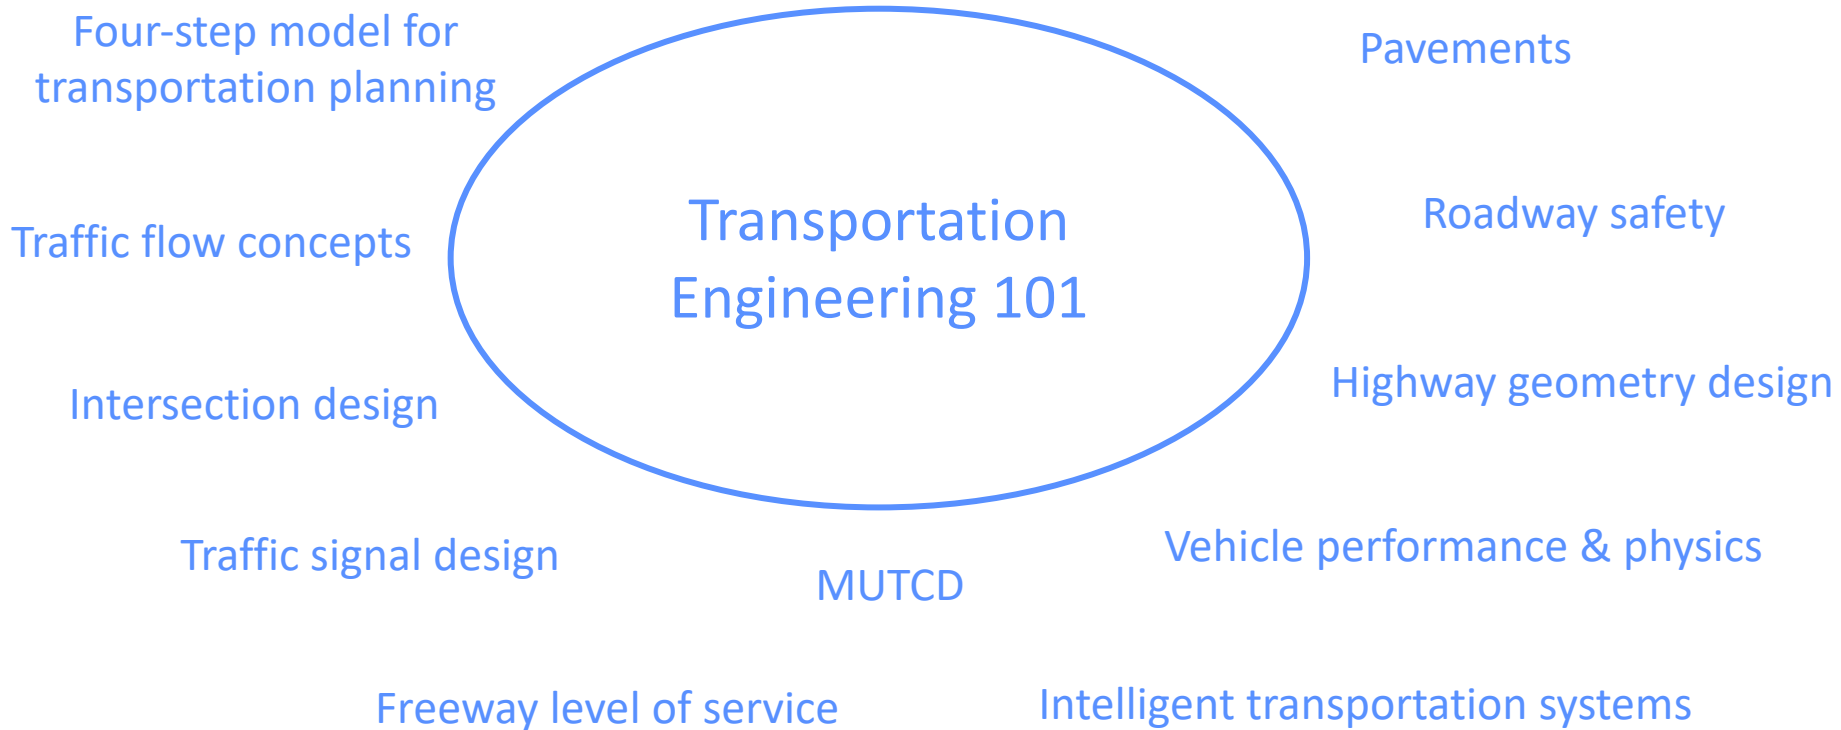 Four-step model for
transportation planning
Pavements
Transportation
Engineering 101
Roadway safety
Traffic flow concepts
Highway geometry design
Intersection design
Vehicle performance & physics
Traffic signal design
MUTCD
Freeway level of service
Intelligent transportation systems